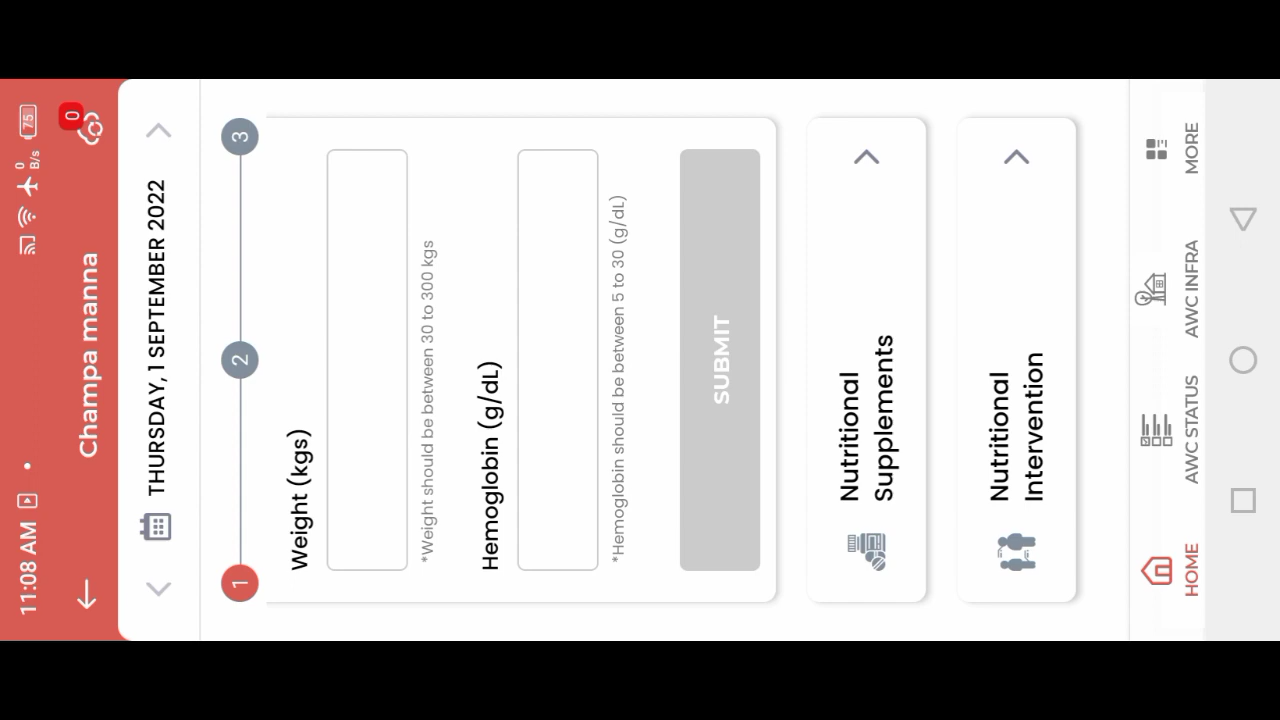 11:08 AM
0
B/s
75
Champa manna
0
THURSDAY, 1 SEPTEMBER 2022
1
2
3
Weight (kgs)
*Weight should be between 30 to 300 kgs
Hemoglobin (g/dL)
*Hemoglobin should be between 5 to 30 (g/dL)
SUBMIT
Nutritional
Supplements
Nutritional
Intervention
HOME
AWC STATUS
AWC INFRA
MORE